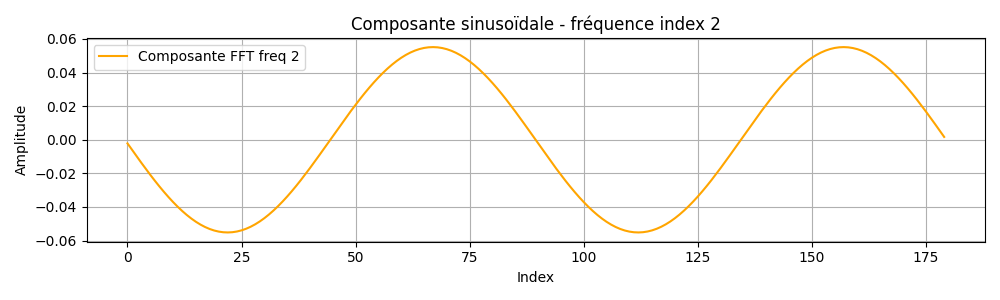 Composante sinusoïdale - fréquence index 2
Composante FFT freq 2
Amplitude
0.06
0.04
0.02
0.00
−0.02
−0.04
−0.06
0 25 50 75 100 125 150 175
Index